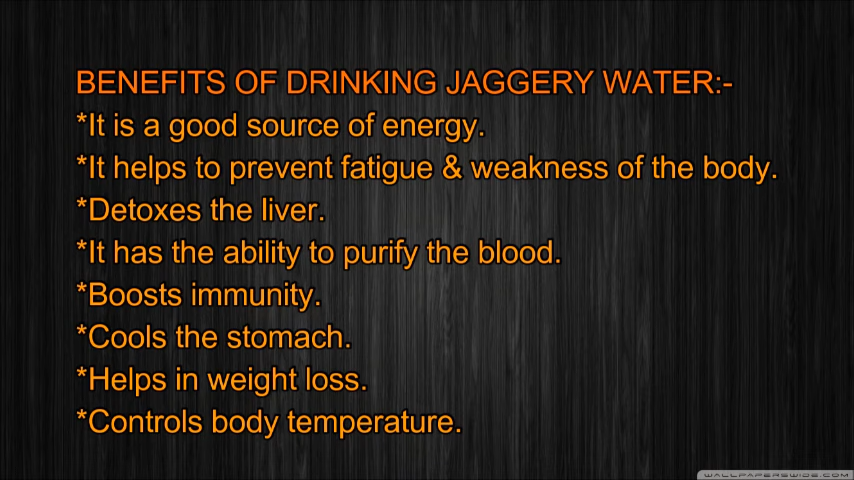 BENEFITS OF DRINKING JAGGERY WATER:-
*It is a good source of energy.
*It helps to prevent fatigue & weakness of the body.
*Detoxes the liver.
*It has the ability to purify the blood.
*Boosts immunity.
*Cools the stomach.
*Helps in weight loss.
*Controls body temperature.
WALLPAPERSWIDE.COM